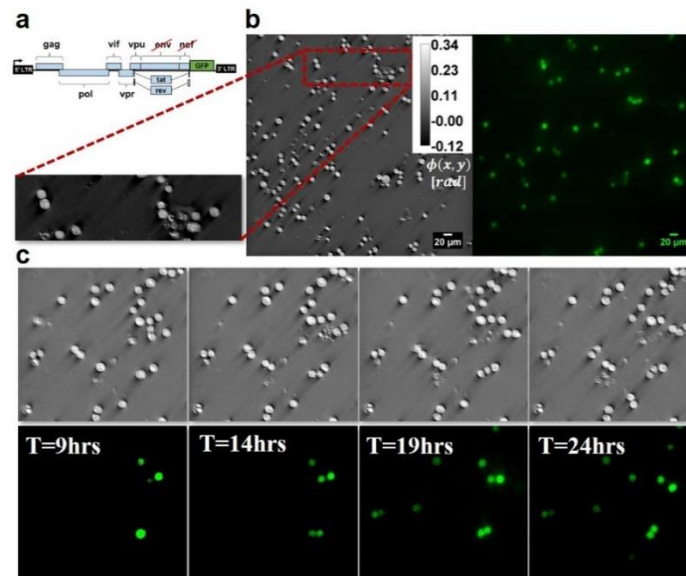 a
gag
vif
vpu
env
nef
5' LTR
GFP
3' LTR
tat
rev
pol
vpr
b
0.34
0.23
0.11
-0.00
-0.12
ϕ(x, y)
[rad]
20 µm
20 µm
c
T=9hrs
T=14hrs
T=19hrs
T=24hrs